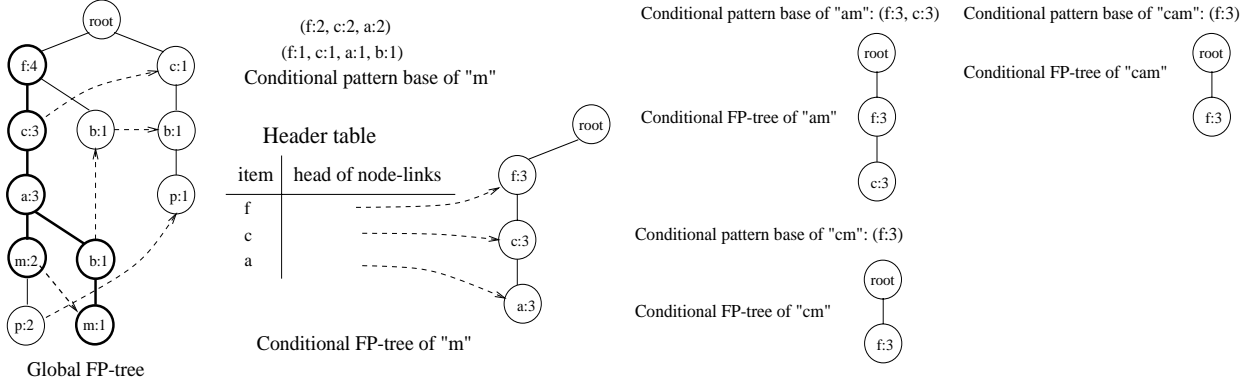 root
f:4
c:1
c:3
b:1
b:1
a:3
p:1
m:2
b:1
p:2
m:1
Global FP-tree
(f:2, c:2, a:2)
(f:1, c:1, a:1, b:1)
Conditional pattern base of "m"
Header table
item head of node-links
f
c
a
root
f:3
c:3
a:3
Conditional FP-tree of "m"
Conditional pattern base of "am": (f:3, c:3)
root
Conditional FP-tree of "am"
f:3
c:3
Conditional pattern base of "cm": (f:3)
root
Conditional FP-tree of "cm"
f:3
Conditional pattern base of "cam": (f:3)
root
Conditional FP-tree of "cam"
f:3